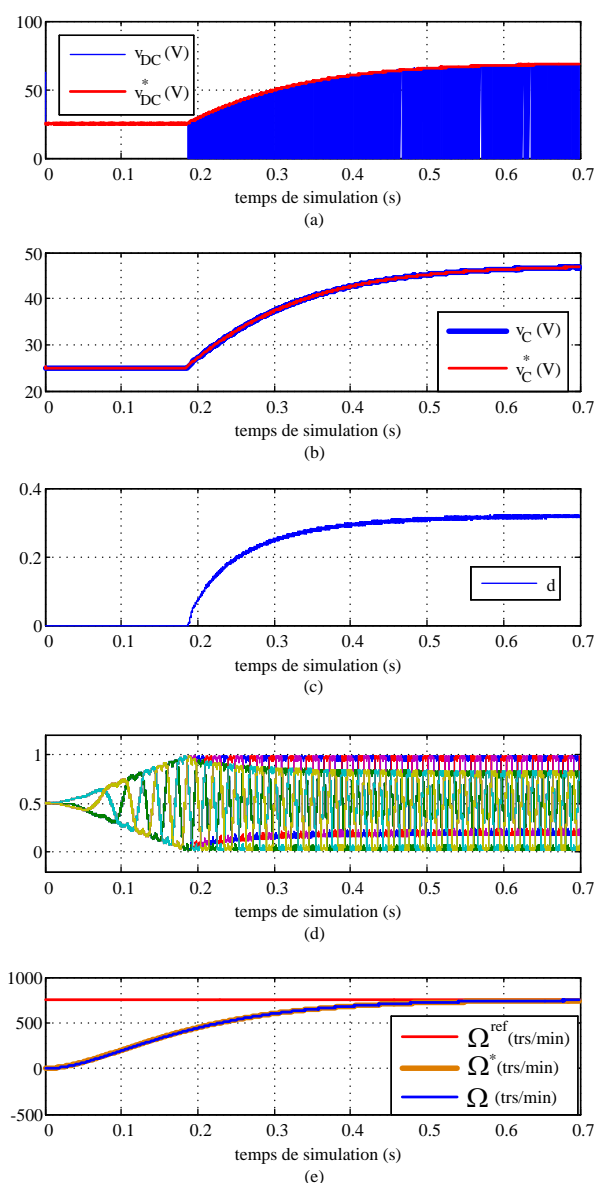 100
50
0
v_DC (V)
v*_DC (V)
0 0.1 0.2 0.3 0.4 0.5 0.6 0.7
temps de simulation (s)
(a)
50
40
30
20
v_C (V)
v*_C (V)
0 0.1 0.2 0.3 0.4 0.5 0.6 0.7
temps de simulation (s)
(b)
0.4
0.2
0
d
0 0.1 0.2 0.3 0.4 0.5 0.6 0.7
temps de simulation (s)
(c)
1
0.5
0
0 0.1 0.2 0.3 0.4 0.5 0.6 0.7
temps de simulation (s)
(d)
1000
500
0
-500
Ω^ref (trs/min)
Ω* (trs/min)
Ω (trs/min)
0 0.1 0.2 0.3 0.4 0.5 0.6 0.7
temps de simulation (s)
(e)